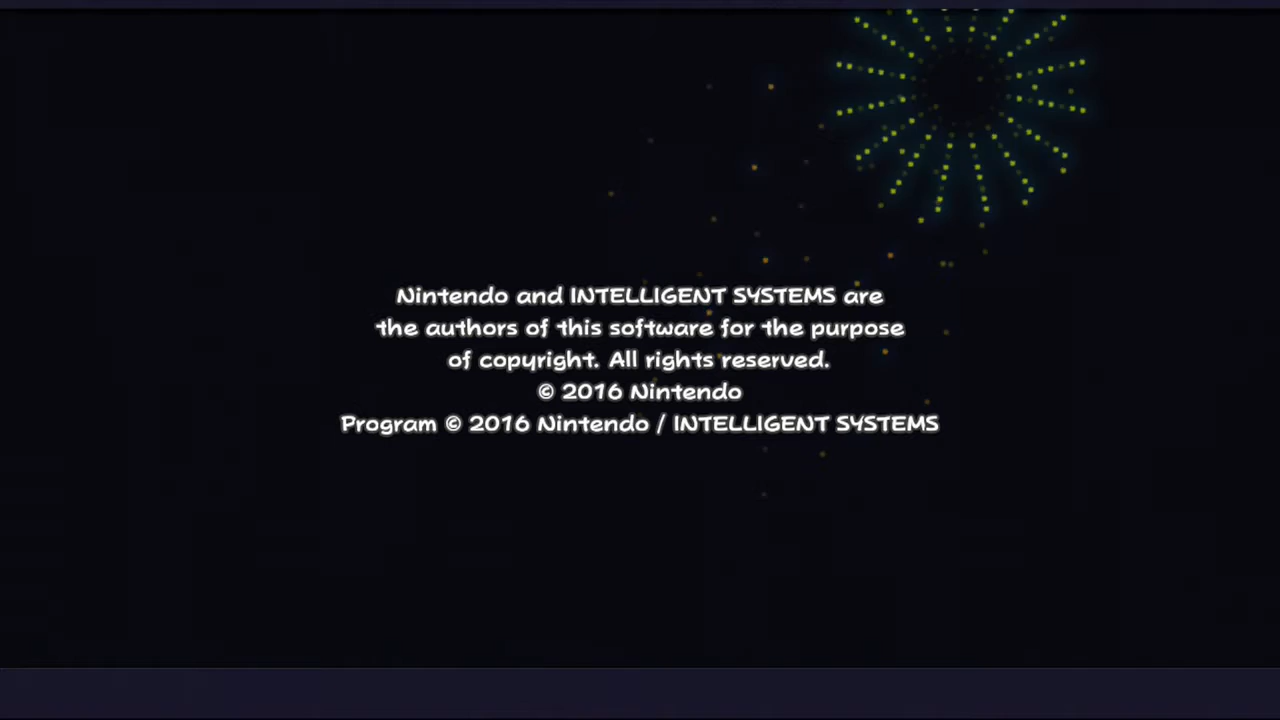 Nintendo and INTELLIGENT SYSTEMS are
the authors of this software for the purpose
of copyright. All rights reserved.
© 2016 Nintendo
Program © 2016 Nintendo / INTELLIGENT SYSTEMS